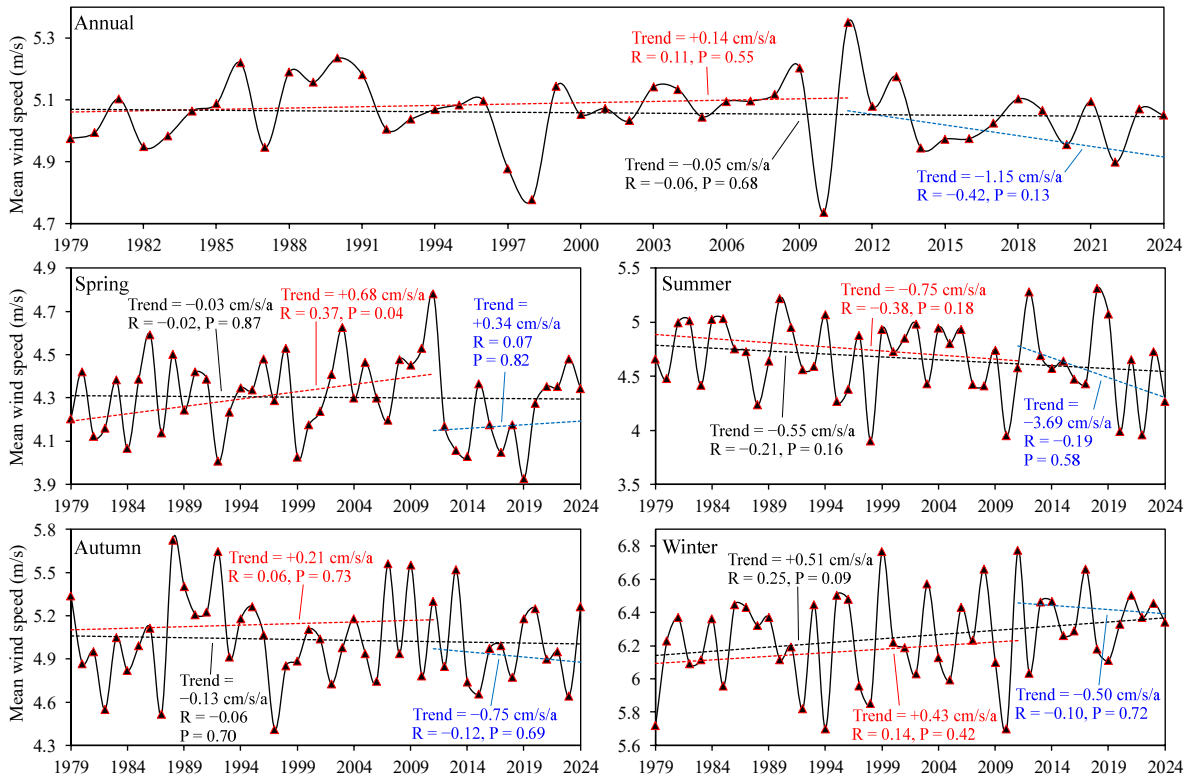 Annual
Mean wind speed (m/s)
5.3
5.1
4.9
4.7
Trend = +0.14 cm/s/a
R = 0.11, P = 0.55
Trend = −0.05 cm/s/a
R = −0.06, P = 0.68
Trend = −1.15 cm/s/a
R = −0.42, P = 0.13
1979 1982 1985 1988 1991 1994 1997 2000 2003 2006 2009 2012 2015 2018 2021 2024
Spring
Mean wind speed (m/s)
4.9
4.7
4.5
4.3
4.1
3.9
Trend = −0.03 cm/s/a
R = −0.02, P = 0.87
Trend = +0.68 cm/s/a
R = 0.37, P = 0.04
Trend =
+0.34 cm/s/a
R = 0.07
P = 0.82
1979 1984 1989 1994 1999 2004 2009 2014 2019 2024
Summer
5.5
5
4.5
4
3.5
Trend = −0.75 cm/s/a
R = −0.38, P = 0.18
Trend = −0.55 cm/s/a
R = −0.21, P = 0.16
Trend =
−3.69 cm/s/a
R = −0.19
P = 0.58
1979 1984 1989 1994 1999 2004 2009 2014 2019 2024
Autumn
Mean wind speed (m/s)
5.8
5.5
5.2
4.9
4.6
4.3
Trend = +0.21 cm/s/a
R = 0.06, P = 0.73
Trend =
−0.13 cm/s/a
R = −0.06
P = 0.70
Trend = −0.75 cm/s/a
R = −0.12, P = 0.69
1979 1984 1989 1994 1999 2004 2009 2014 2019 2024
Winter
6.8
6.6
6.4
6.2
6
5.8
5.6
Trend = +0.51 cm/s/a
R = 0.25, P = 0.09
Trend = +0.43 cm/s/a
R = 0.14, P = 0.42
Trend = −0.50 cm/s/a
R = −0.10, P = 0.72
1979 1984 1989 1994 1999 2004 2009 2014 2019 2024